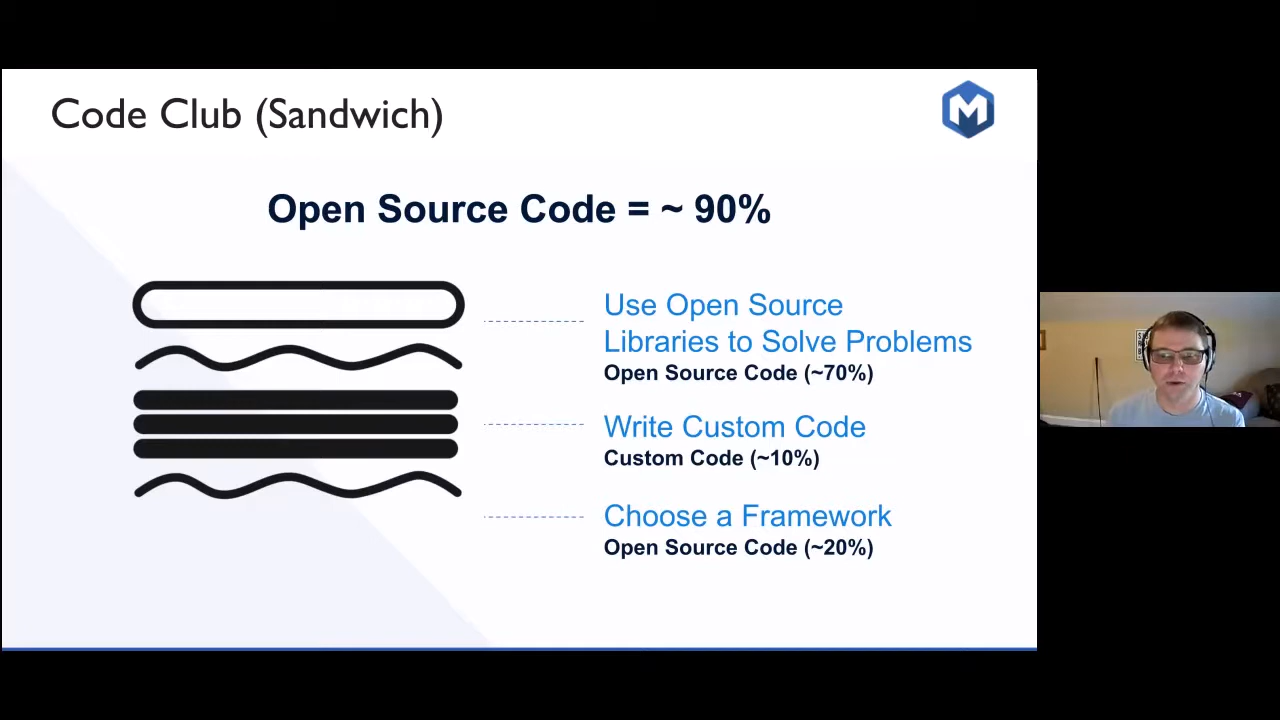 Code Club (Sandwich)
M
Open Source Code = ~ 90%
Use Open Source
Libraries to Solve Problems
Open Source Code (~70%)
Write Custom Code
Custom Code (~10%)
Choose a Framework
Open Source Code (~20%)